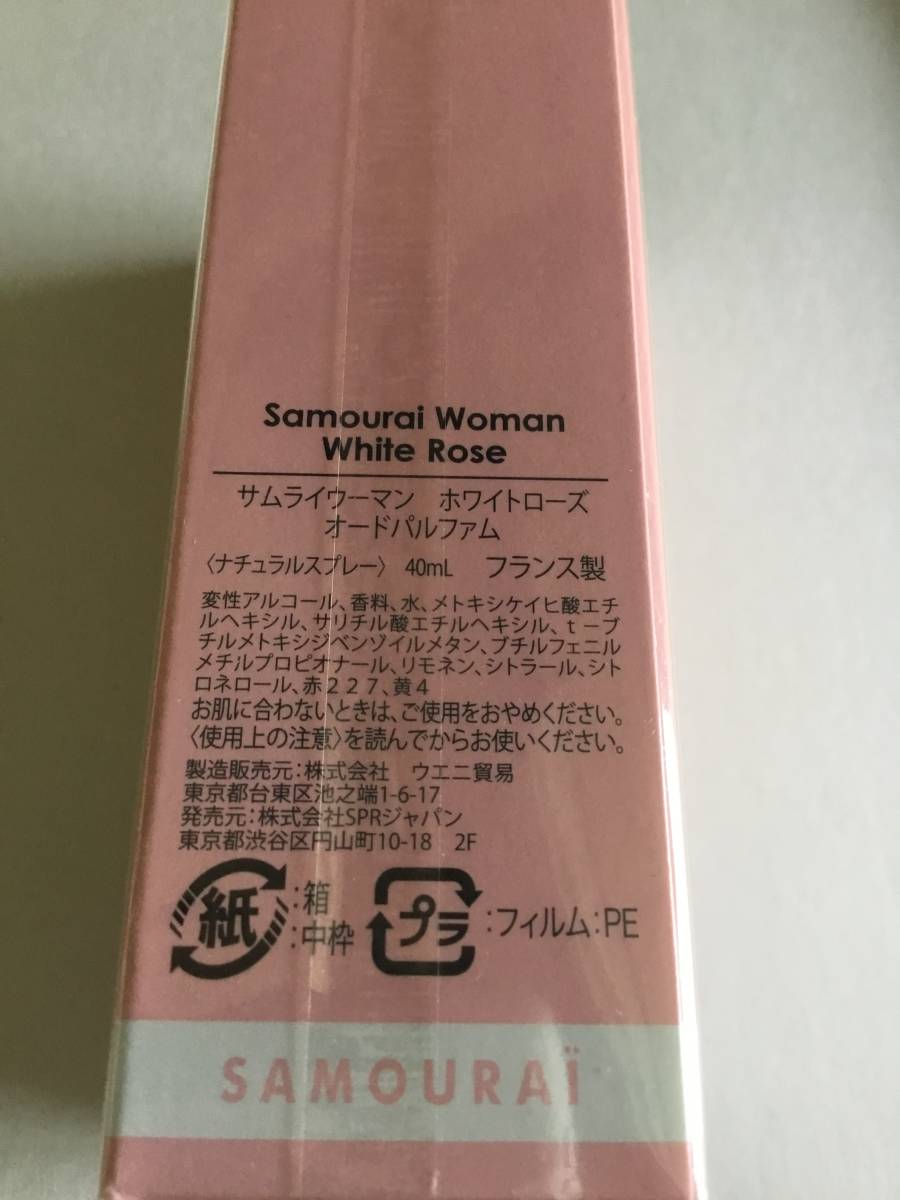 Samourai Woman
White Rose
サムライウーマン　ホワイトローズ
オードパルファム
〈ナチュラルスプレー〉 40mL フランス製
変性アルコール、香料、水、メトキシケイヒ酸エチ
ルヘキシル、サリチル酸エチルヘキシル、ｔ－ブ
チルメトキシジベンゾイルメタン、ブチルフェニル
メチルプロピオナール、リモネン、シトラール、シト
ロネロール、赤２２７、黄４
お肌に合わないときは、ご使用をおやめください。
〈使用上の注意〉を読んでからお使いください。
製造販売元：株式会社　ウエニ貿易
東京都台東区池之端1-6-17
発売元：株式会社SPRジャパン
東京都渋谷区円山町10-18　2F
紙：箱
：中枠
プラ：フィルム：PE
SAMOURAÏ